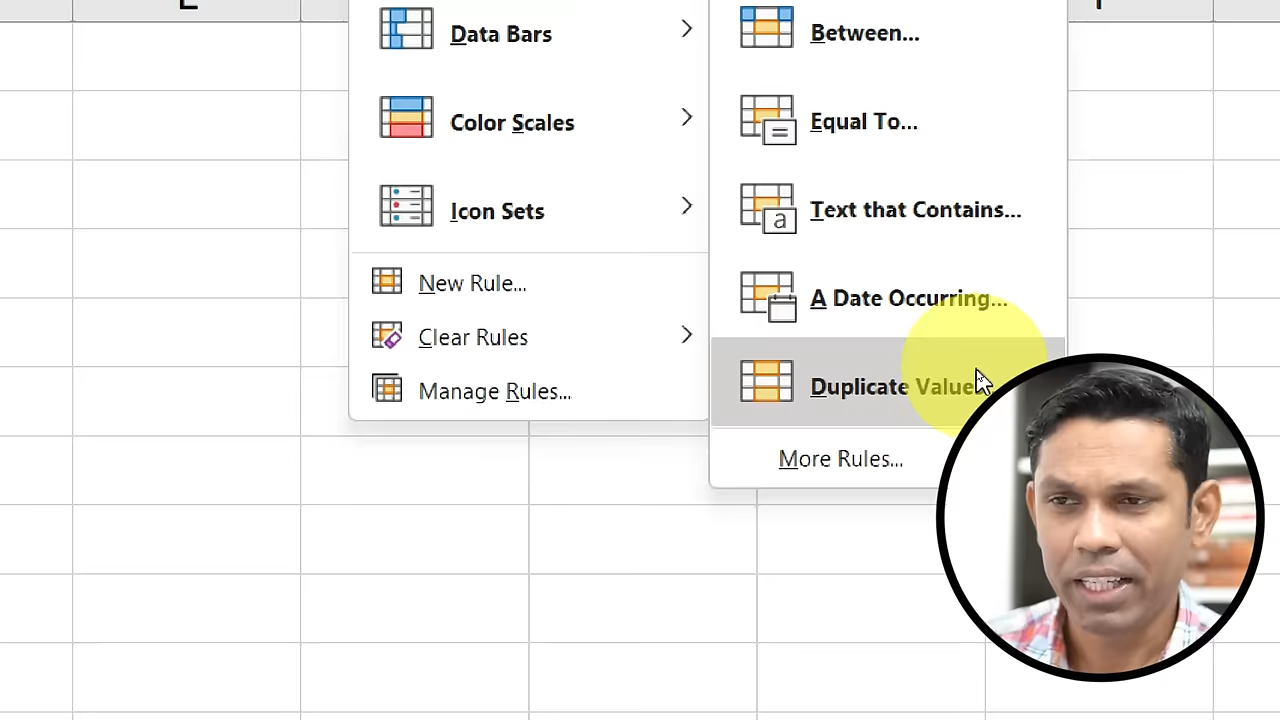 Data Bars
Color Scales
Icon Sets
New Rule...
Clear Rules
Manage Rules...
Between...
Equal To...
Text that Contains...
A Date Occurring...
Duplicate Value
More Rules...